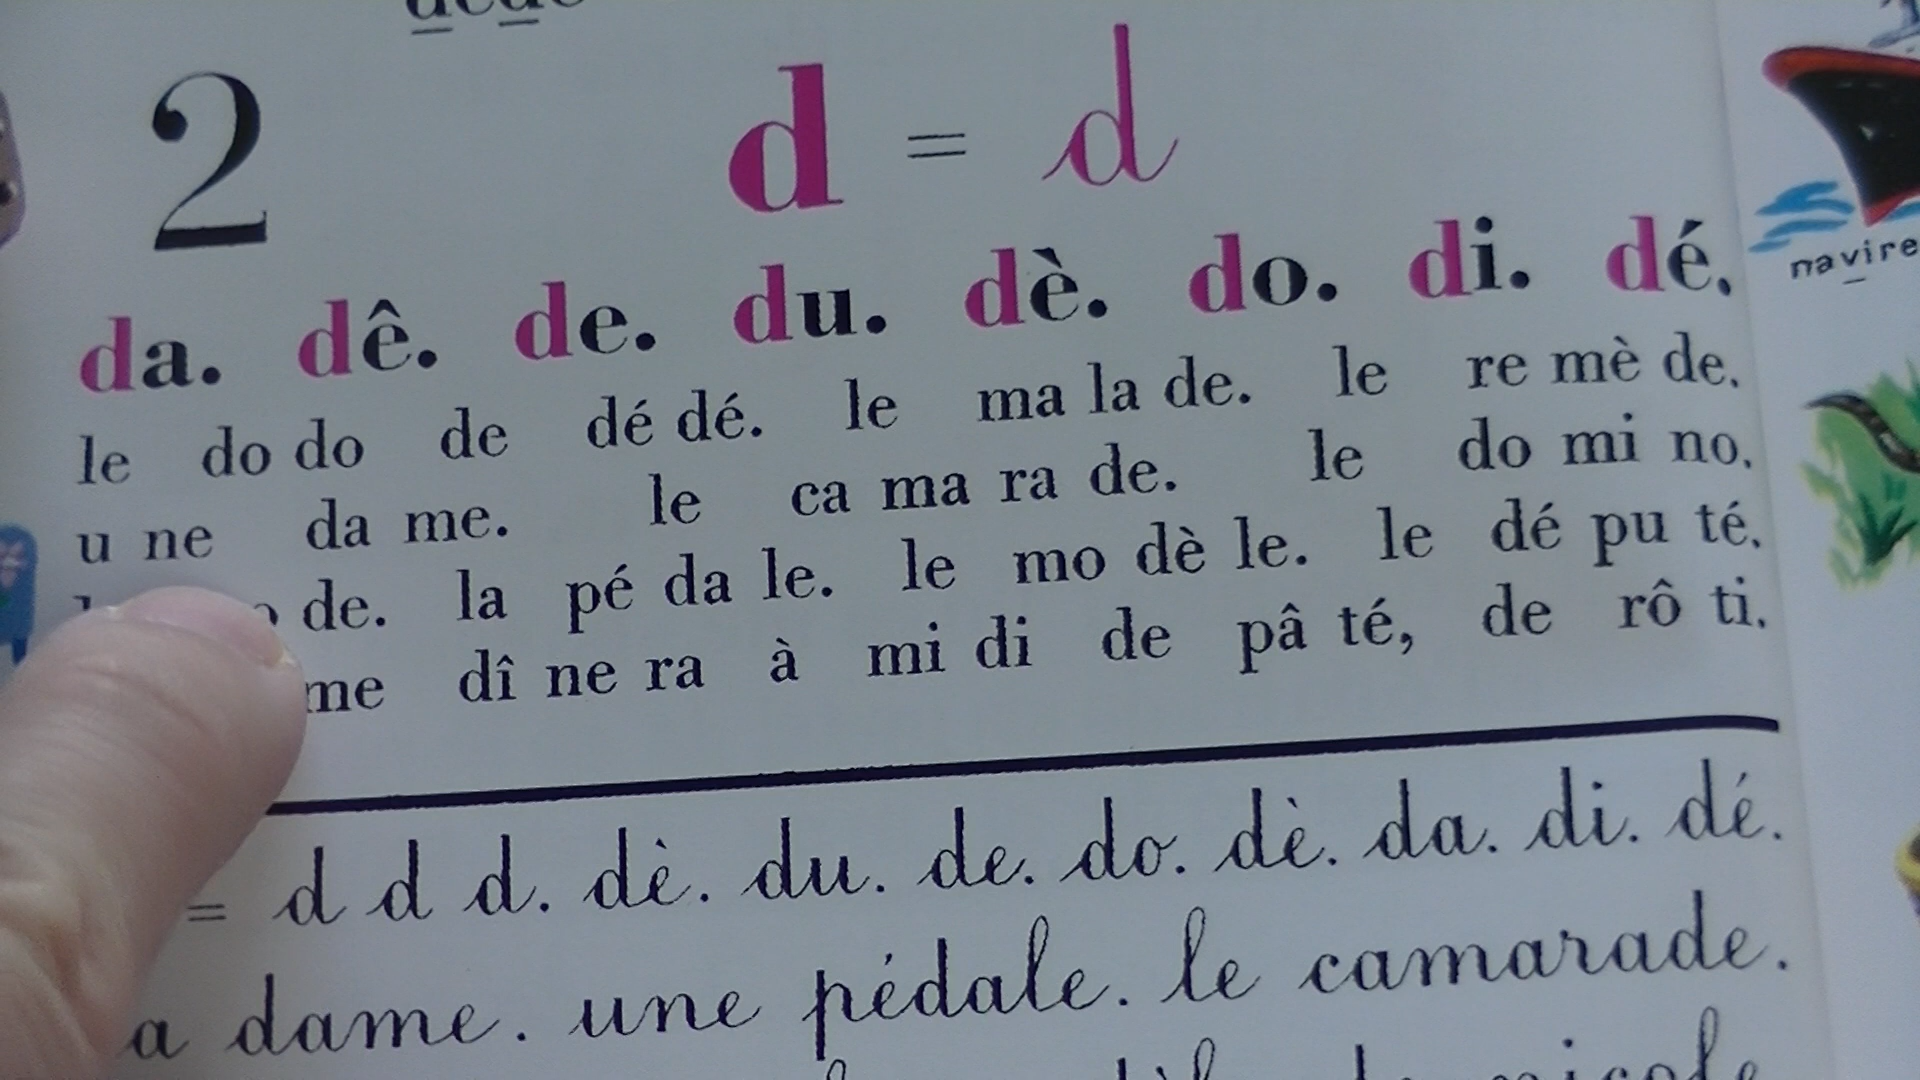 2 d = d
da. dê. de. du. dè. do. di. dé.
le do do de dé dé. le ma la de. le re mè de.
u ne da me. le ca ma ra de. le do mi no.
de. la pé da le. le mo dè le. le dé pu té.
me dî ne ra à mi di de pâ té, de rô ti.
= d d d. dè. du. de. do. dè. da. di. dé.
a dame. une pédale. le camarade.
navire